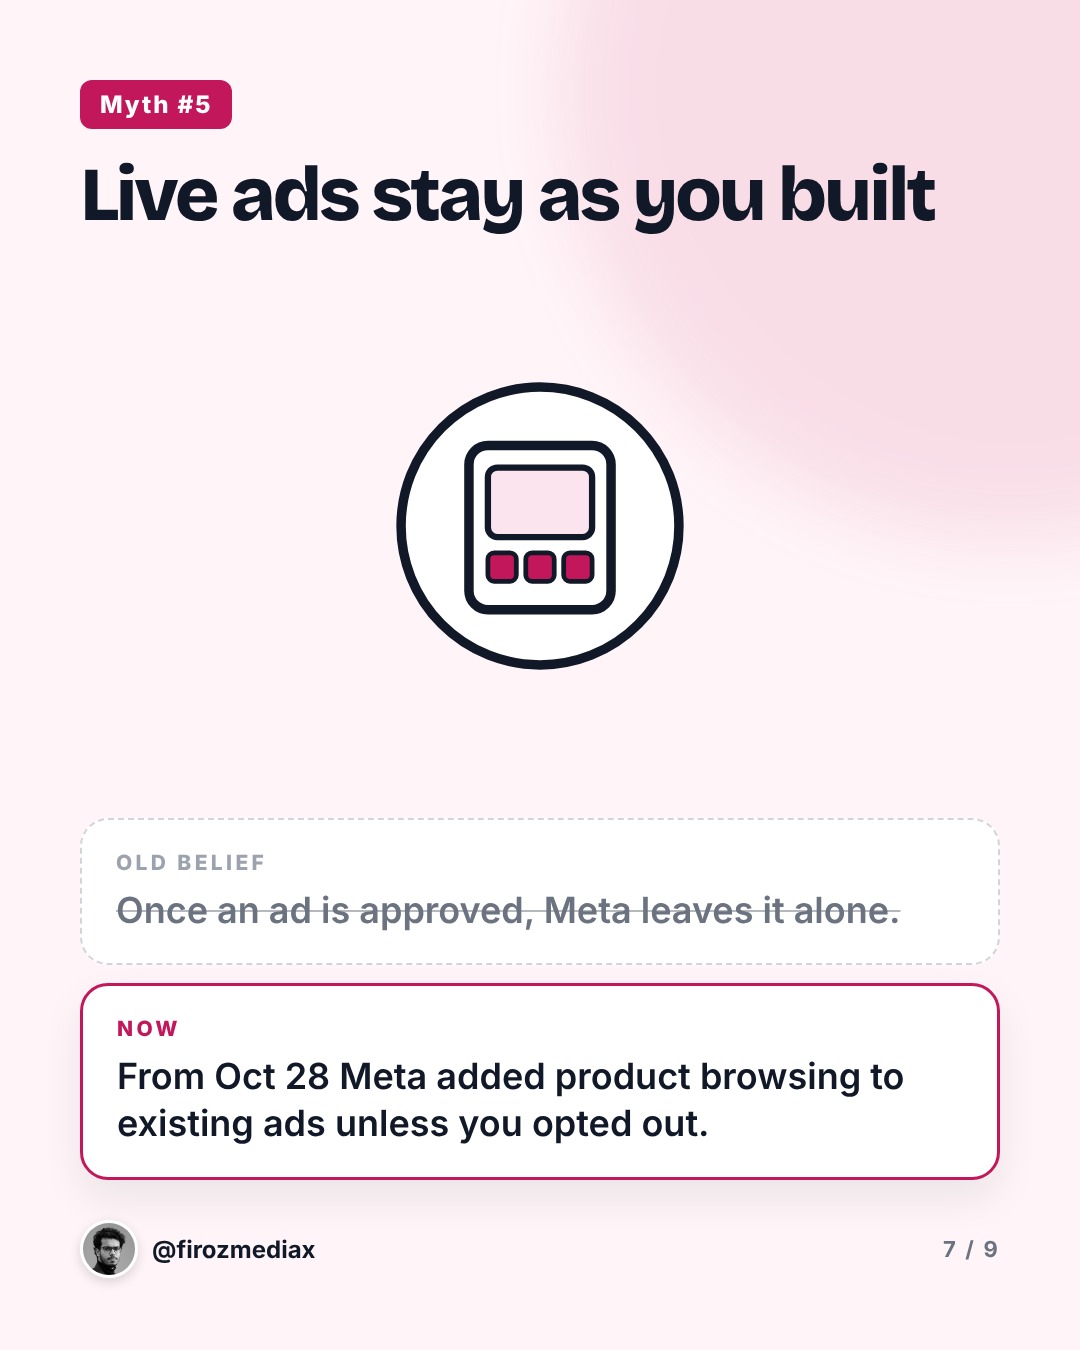 Myth #5
Live ads stay as you built
OLD BELIEF
Once an ad is approved, Meta leaves it alone.
NOW
From Oct 28 Meta added product browsing to
existing ads unless you opted out.
@firozmediax
7 / 9